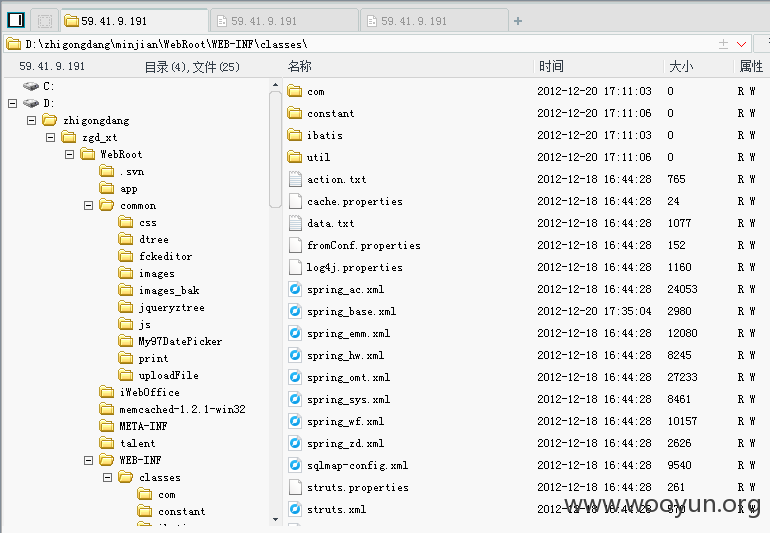 59.41.9.191
59.41.9.191
59.41.9.191
D:\zhigongdang\minjian\WebRoot\WEB-INF\classes\
59.41.9.191 目录(4),文件(25) 名称 时间 大小 属性
C:
D:
zhigongdang
zgd_xt
WebRoot
.svn
app
common
css
dtree
fckeditor
images
images_bak
jqueryztree
js
My97DatePicker
print
uploadFile
iWebOffice
memcached-1.2.1-win32
META-INF
talent
WEB-INF
classes
com
constant
com 2012-12-20 17:11:03 0 R W
constant 2012-12-20 17:11:06 0 R W
ibatis 2012-12-20 17:11:03 0 R W
util 2012-12-20 17:11:06 0 R W
action.txt 2012-12-18 16:44:28 765 R W
cache.properties 2012-12-18 16:44:28 24 R W
data.txt 2012-12-18 16:44:28 1077 R W
fromConf.properties 2012-12-18 16:44:28 152 R W
log4j.properties 2012-12-18 16:44:28 1160 R W
spring_ac.xml 2012-12-18 16:44:28 24053 R W
spring_base.xml 2012-12-20 17:35:04 2980 R W
spring_emm.xml 2012-12-18 16:44:28 12080 R W
spring_hw.xml 2012-12-18 16:44:28 8245 R W
spring_omt.xml 2012-12-18 16:44:28 27233 R W
spring_sys.xml 2012-12-18 16:44:28 8461 R W
spring_wf.xml 2012-12-18 16:44:28 10157 R W
spring_zd.xml 2012-12-18 16:44:28 2626 R W
sqlmap-config.xml 2012-12-18 16:44:28 9540 R W
struts.properties 2012-12-18 16:44:28 261 R W
struts.xml 2012-12-18 16:44:28 570 R W
www.wooyun.org